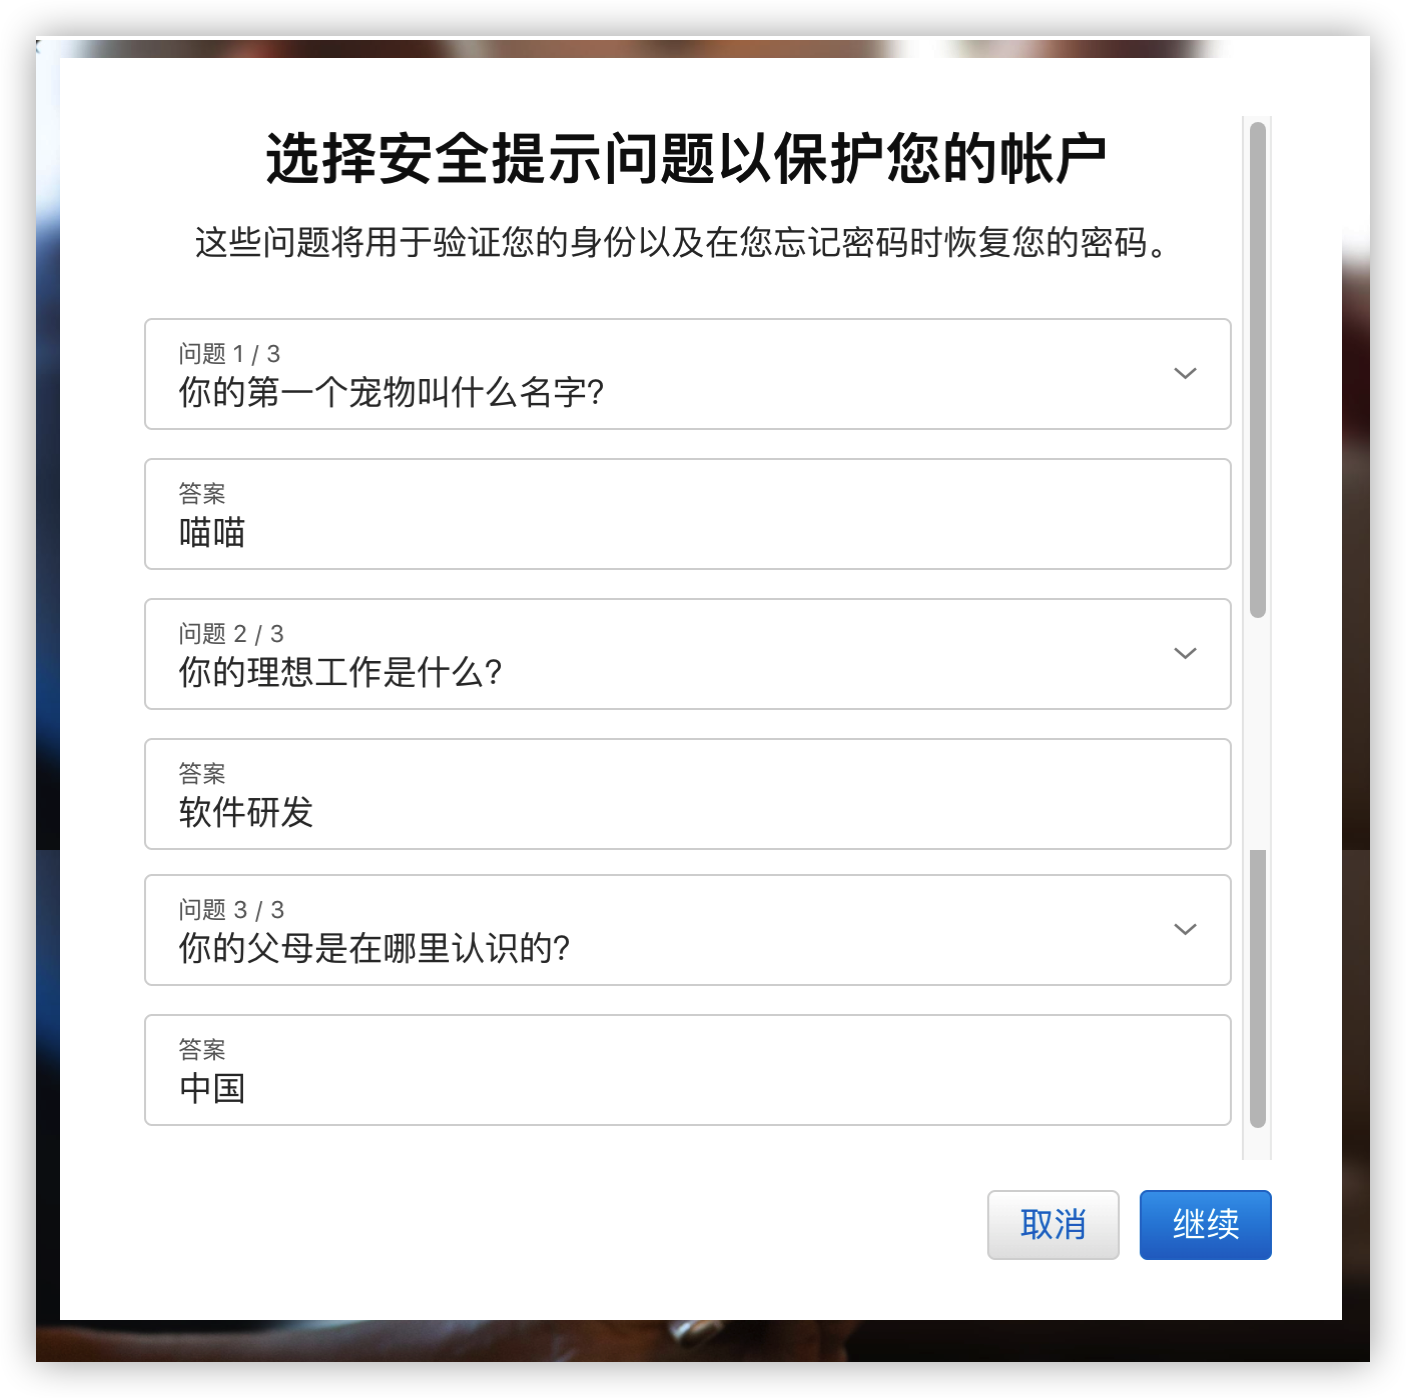 选择安全提示问题以保护您的帐户
这些问题将用于验证您的身份以及在您忘记密码时恢复您的密码。
问题 1 / 3
你的第一个宠物叫什么名字?
答案
喵喵
问题 2 / 3
你的理想工作是什么?
答案
软件研发
问题 3 / 3
你的父母是在哪里认识的?
答案
中国
取消
继续